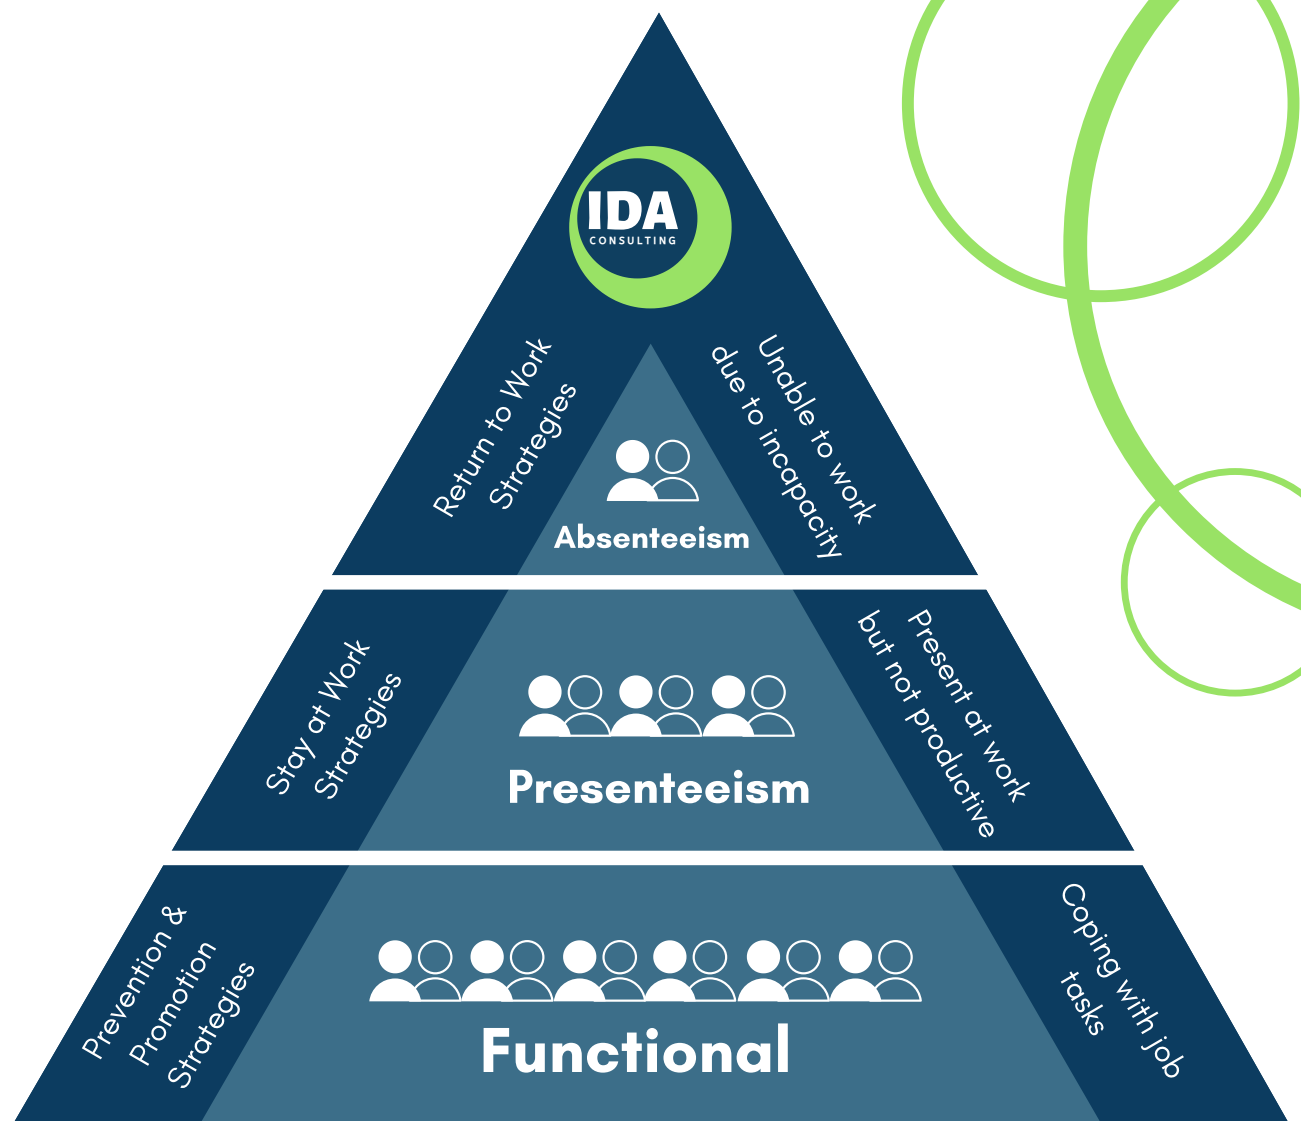 IDA
CONSULTING
Return to Work
Strategies
Unable to work
due to incapacity
Absenteeism
Stay at Work
Strategies
Present at work
but not productive
Presenteeism
Prevention &
Promotion
Strategies
Coping with job
tasks
Functional